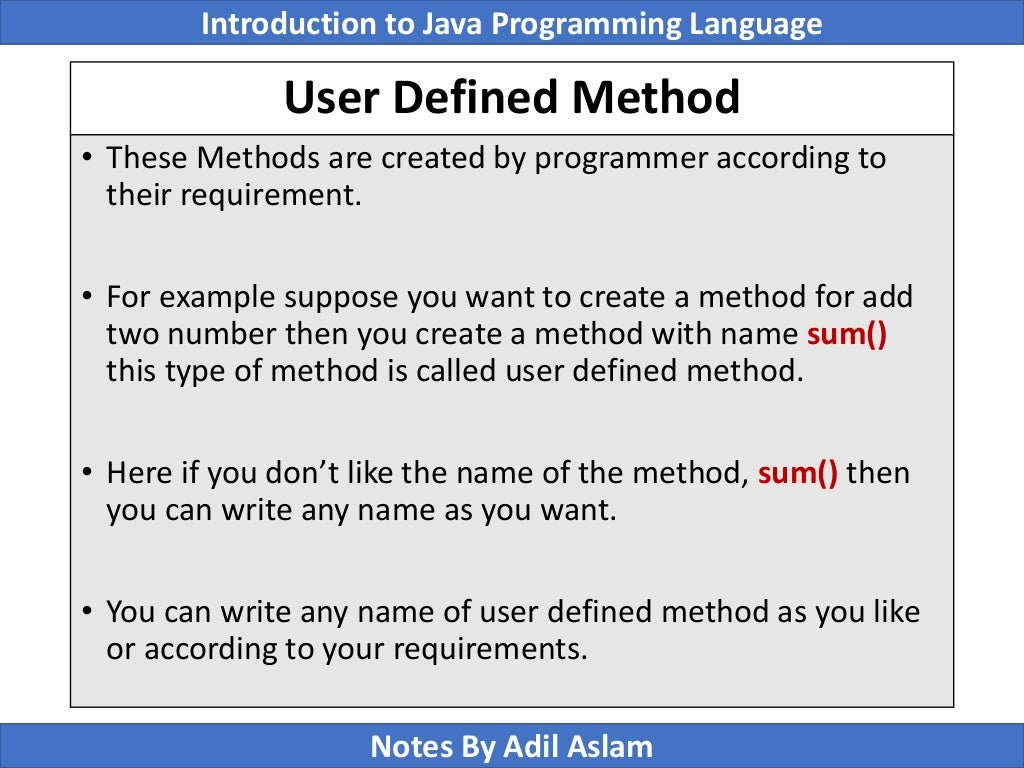 Introduction to Java Programming Language
User Defined Method
• These Methods are created by programmer according to
their requirement.
• For example suppose you want to create a method for add
two number then you create a method with name sum()
this type of method is called user defined method.
• Here if you don’t like the name of the method, sum() then
you can write any name as you want.
• You can write any name of user defined method as you like
or according to your requirements.
Notes By Adil Aslam